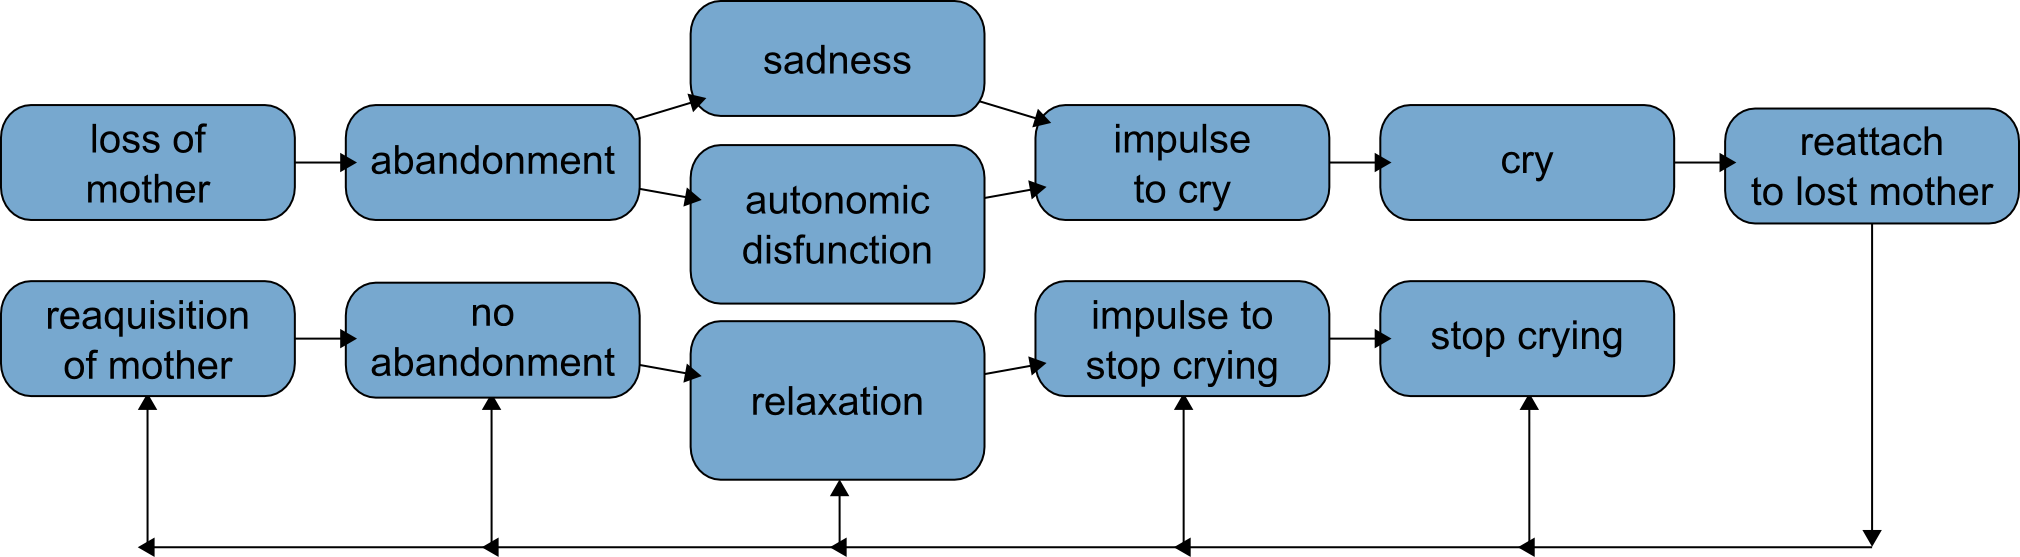 loss of
mother
abandonment
sadness
autonomic
disfunction
impulse
to cry
cry
reattach
to lost mother
reaquisition
of mother
no
abandonment
relaxation
impulse to
stop crying
stop crying